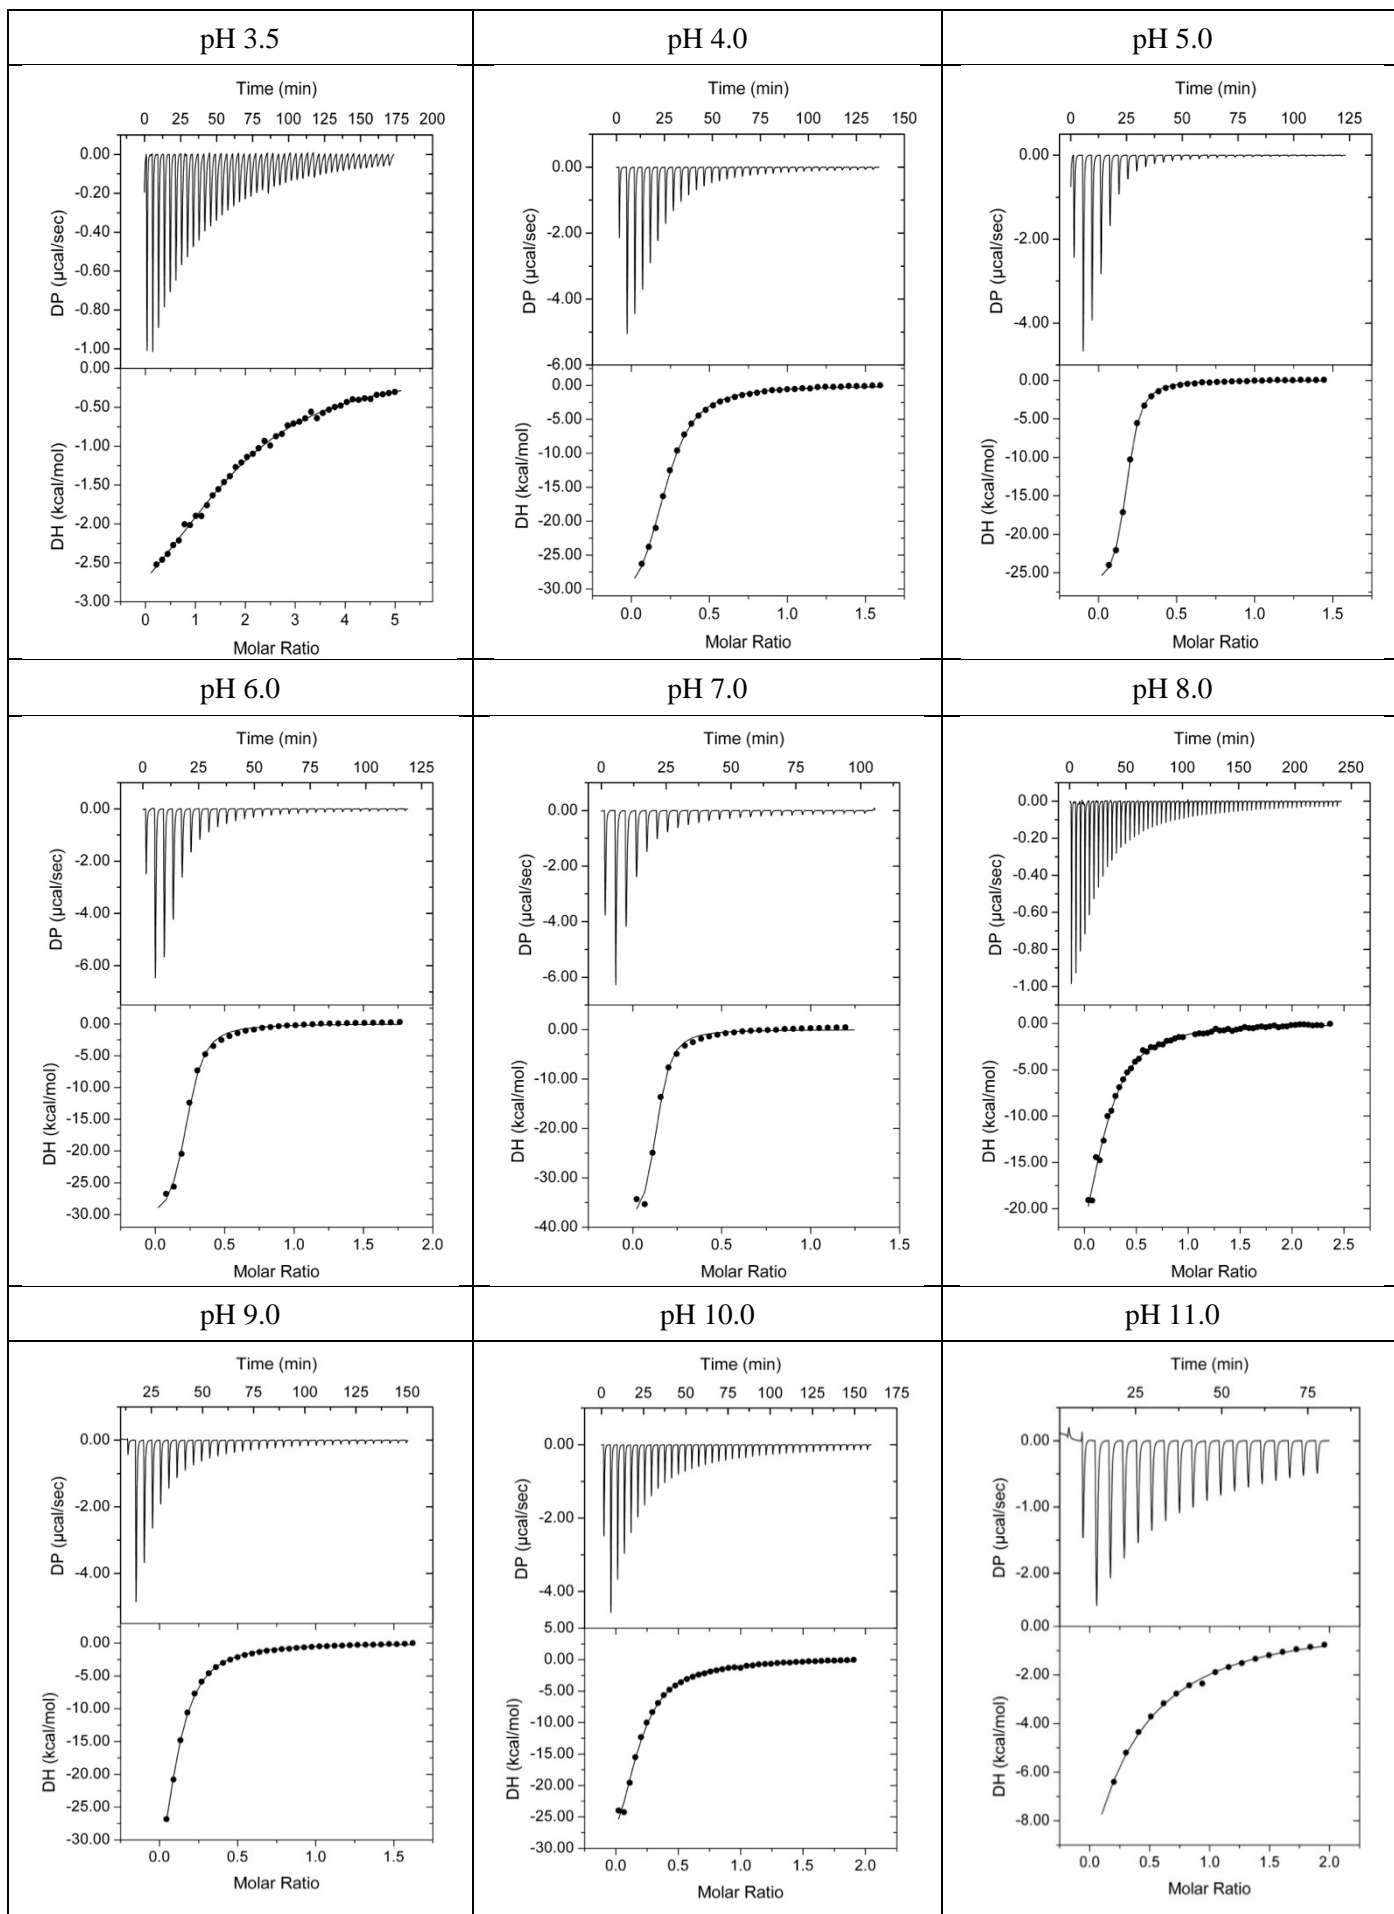 pH 3.5
pH 4.0
pH 5.0
Time (min)
0 25 50 75 100 125 150 175 200
0.00
-0.20
-0.40
-0.60
-0.80
-1.00
DP (µcal/sec)
0.00
-0.50
-1.00
-1.50
-2.00
-2.50
-3.00
DH (kcal/mol)
0 1 2 3 4 5
Molar Ratio
Time (min)
0 25 50 75 100 125 150
0.00
-2.00
-4.00
-6.00
DP (µcal/sec)
0.00
-5.00
-10.00
-15.00
-20.00
-25.00
-30.00
DH (kcal/mol)
0.0 0.5 1.0 1.5
Molar Ratio
Time (min)
0 25 50 75 100 125
0.00
-2.00
-4.00
DP (µcal/sec)
0.00
-5.00
-10.00
-15.00
-20.00
-25.00
DH (kcal/mol)
0.0 0.5 1.0 1.5
Molar Ratio
pH 6.0
pH 7.0
pH 8.0
Time (min)
0 25 50 75 100 125
0.00
-2.00
-4.00
-6.00
DP (µcal/sec)
0.00
-5.00
-10.00
-15.00
-20.00
-25.00
-30.00
DH (kcal/mol)
0.0 0.5 1.0 1.5 2.0
Molar Ratio
Time (min)
0 25 50 75 100
0.00
-2.00
-4.00
-6.00
DP (µcal/sec)
0.00
-10.00
-20.00
-30.00
-40.00
DH (kcal/mol)
0.0 0.5 1.0 1.5
Molar Ratio
Time (min)
0 50 100 150 200 250
0.00
-0.20
-0.40
-0.60
-0.80
-1.00
DP (µcal/sec)
0.00
-5.00
-10.00
-15.00
-20.00
DH (kcal/mol)
0.0 0.5 1.0 1.5 2.0 2.5
Molar Ratio
pH 9.0
pH 10.0
pH 11.0
Time (min)
25 50 75 100 125 150
0.00
-2.00
-4.00
DP (µcal/sec)
0.00
-5.00
-10.00
-15.00
-20.00
-25.00
-30.00
DH (kcal/mol)
0.0 0.5 1.0 1.5
Molar Ratio
Time (min)
0 25 50 75 100 125 150 175
0.00
-2.00
-4.00
DP (µcal/sec)
5.00
0.00
-5.00
-10.00
-15.00
-20.00
-25.00
-30.00
DH (kcal/mol)
0.0 0.5 1.0 1.5 2.0
Molar Ratio
Time (min)
25 50 75
0.00
-1.00
-2.00
DP (µcal/sec)
0.00
-2.00
-4.00
-6.00
-8.00
DH (kcal/mol)
0.0 0.5 1.0 1.5 2.0
Molar Ratio